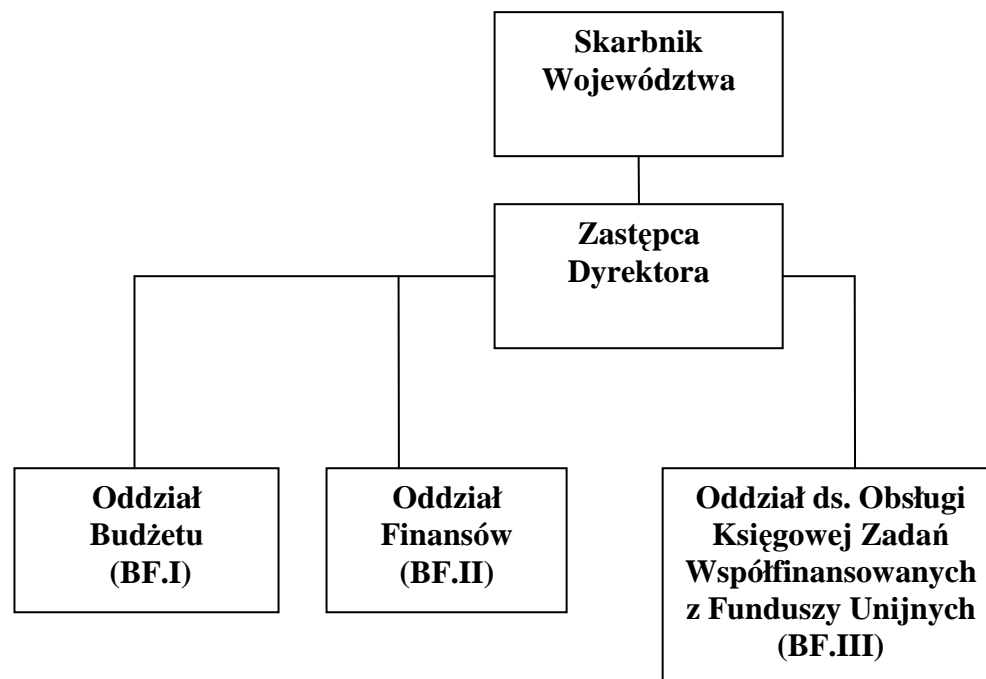 Skarbnik
Województwa
Zastępca
Dyrektora
Oddział
Budżetu
(BF.I)
Oddział
Finansów
(BF.II)
Oddział ds. Obsługi
Księgowej Zadań
Współfinansowanych
z Funduszy Unijnych
(BF.III)